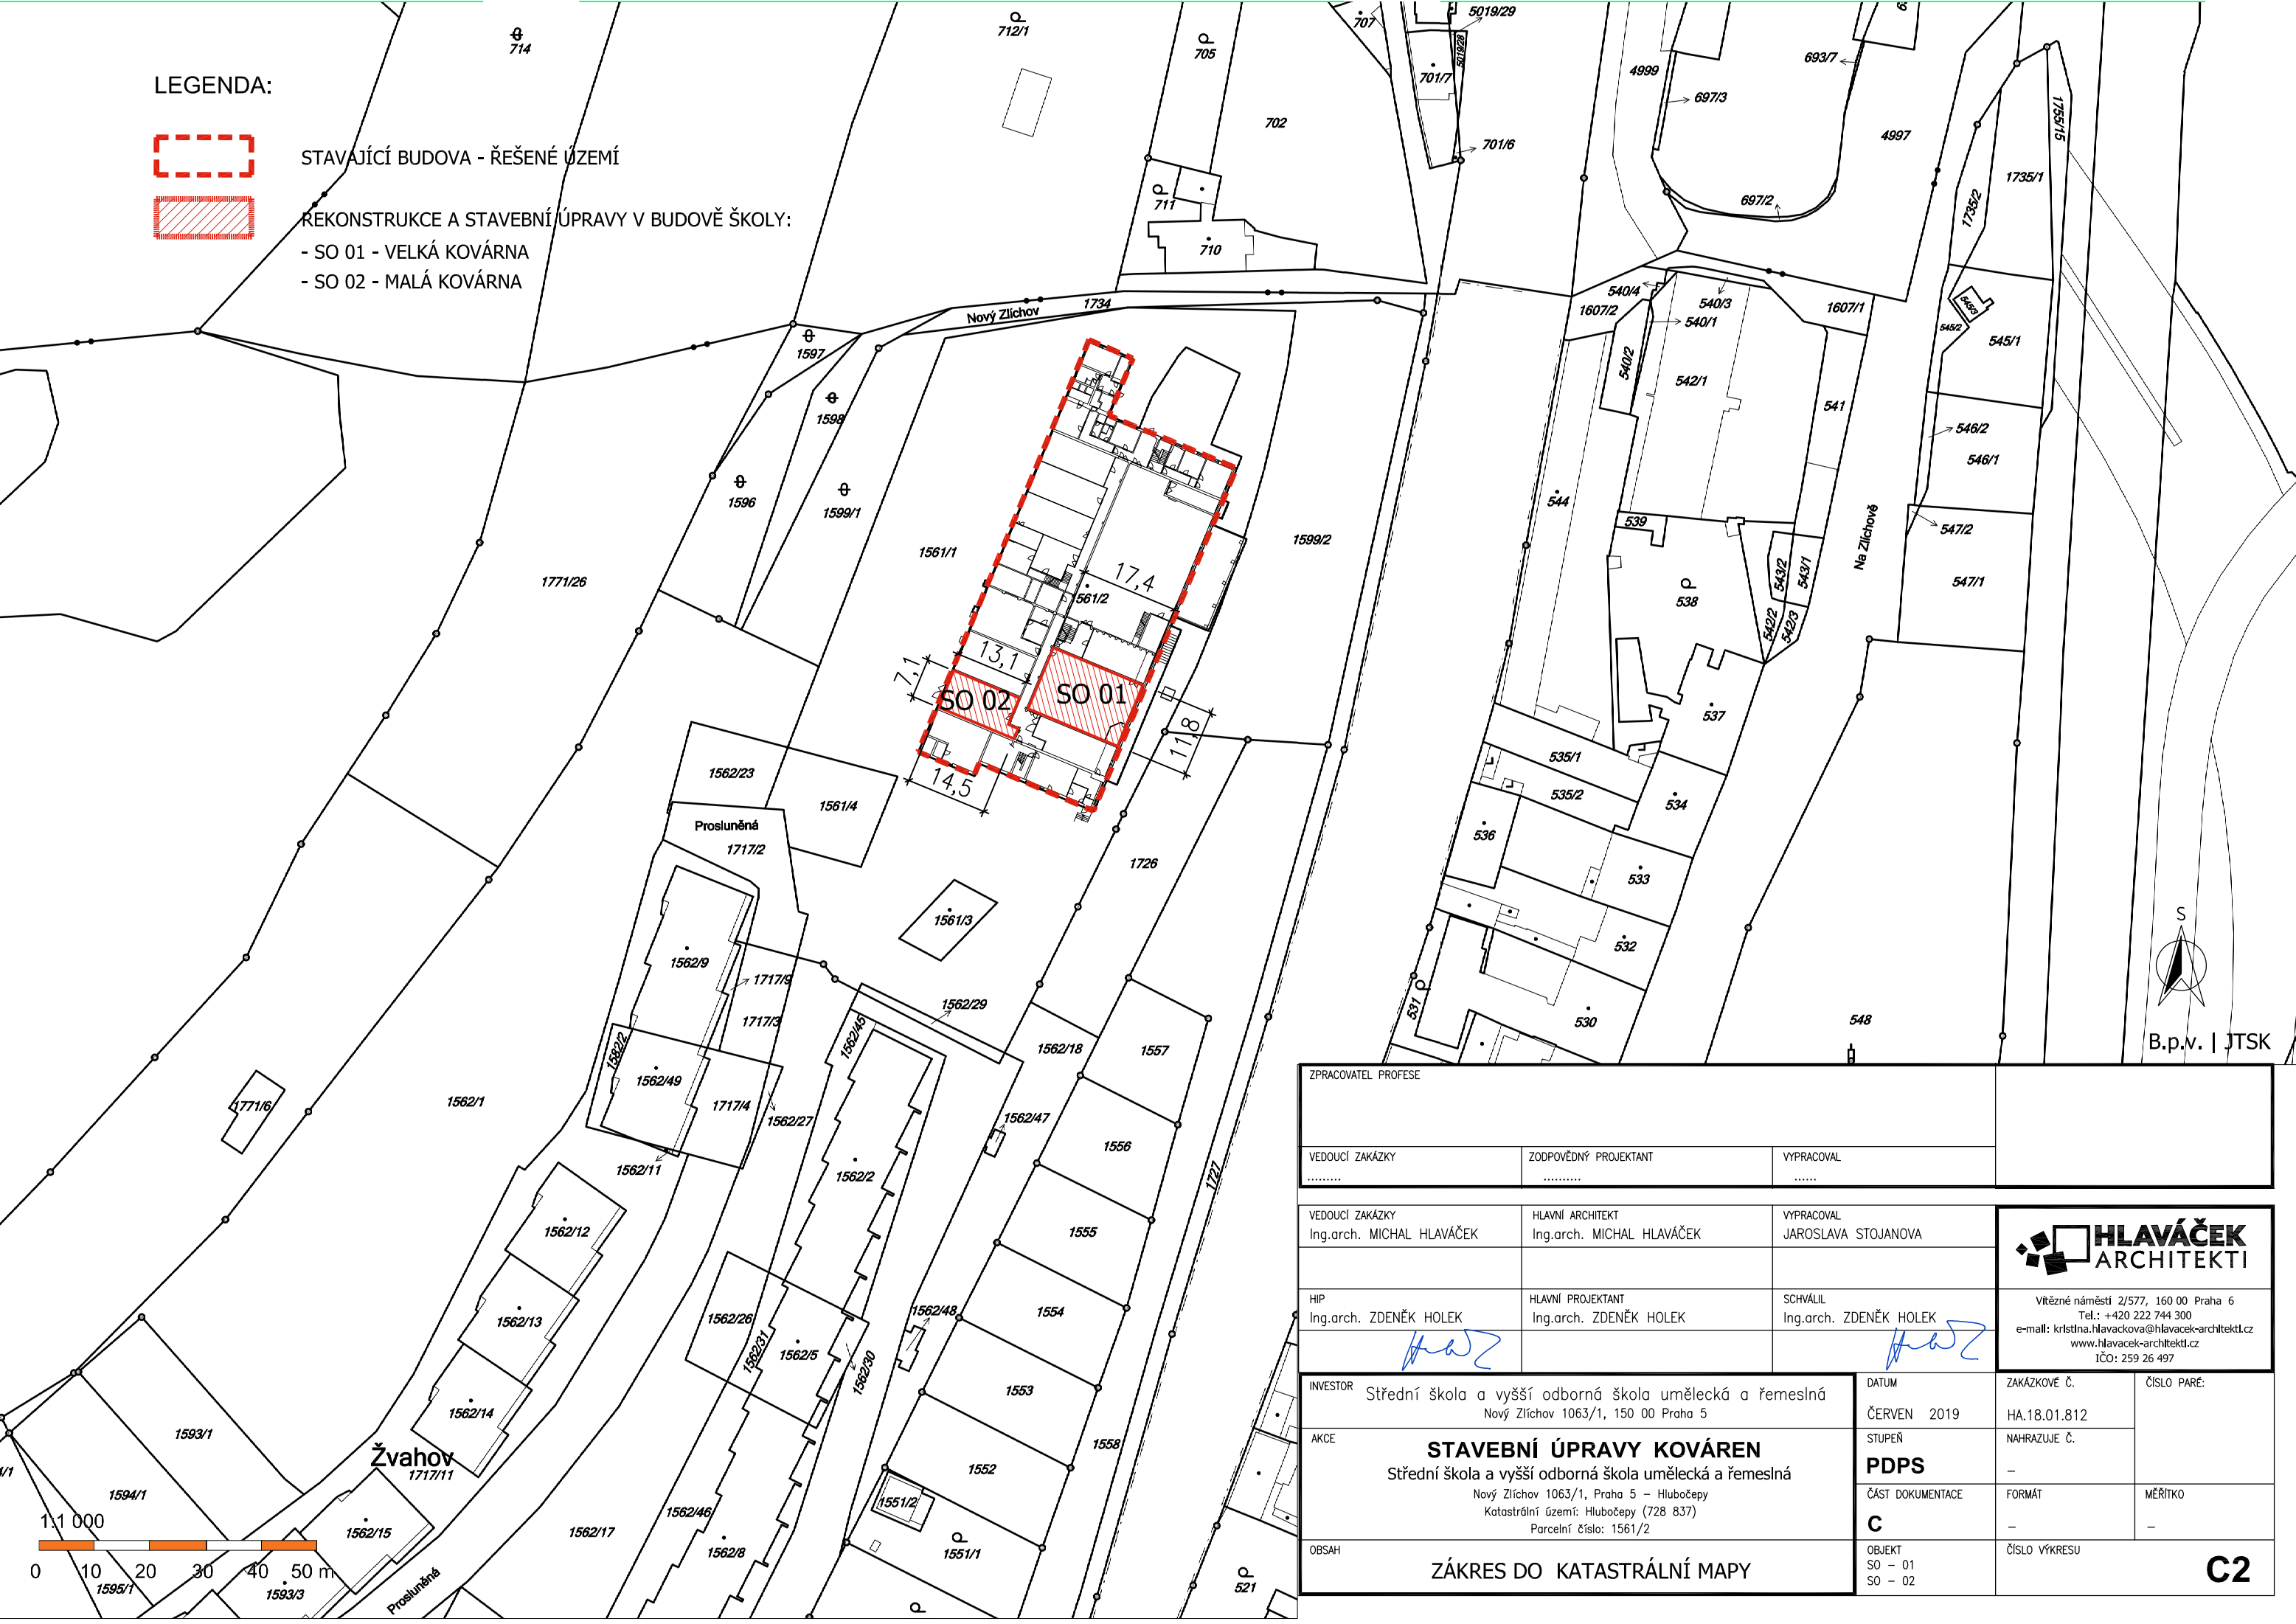 LEGENDA:
STAVAJÍCÍ BUDOVA - ŘEŠENÉ ÚZEMÍ
REKONSTRUKCE A STAVEBNÍ ÚPRAVY V BUDOVĚ ŠKOLY:
- SO 01 - VELKÁ KOVÁRNA
- SO 02 - MALÁ KOVÁRNA
714
712/1
705
702
711
710
707
5019/29
5019/28
701/7
701/6
4999
697/3
693/7
697/2
4997
1755/15
1735/1
1735/2
Nový Zlíchov
1734
1597
1598
1596
1599/1
1561/1
1599/2
1771/26
1607/2
540/4
540/3
540/1
540/2
1607/1
542/1
541
545/3
545/2
545/1
546/2
546/1
547/2
547/1
544
539
538
543/2
543/1
542/2
542/3
Na Zlíchově
537
17,4
561/2
13,1
7,1
SO 02
SO 01
11,8
14,5
535/1
535/2
534
536
533
532
531
530
548
1562/23
1561/4
Prosluněná
1717/2
1726
1561/3
1562/9
1717/9
1717/3
1562/29
1562/45
1582/2
1562/49
1717/4
1562/27
1562/11
1562/18
1557
1562/47
1556
1562/1
1771/6
1562/2
1727
1555
1562/12
1562/13
1562/14
1562/26
1562/31
1562/5
1562/30
1562/48
1554
1553
1558
1552
1551/2
1551/1
521
1593/1
1594/1
1595/1
1593/3
Žvahov
1717/11
1562/15
1562/17
1562/46
1562/8
Prosluněná
1:1 000
0 10 20 30 40 50 m
S
B.p.v. | JTSK
ZPRACOVATEL PROFESE
VEDOUCÍ ZAKÁZKY
.........
ZODPOVĚDNÝ PROJEKTANT
..........
VYPRACOVAL
......
VEDOUCÍ ZAKÁZKY
Ing.arch. MICHAL HLAVÁČEK
HLAVNÍ ARCHITEKT
Ing.arch. MICHAL HLAVÁČEK
VYPRACOVAL
JAROSLAVA STOJANOVA
HIP
Ing.arch. ZDENĚK HOLEK
HLAVNÍ PROJEKTANT
Ing.arch. ZDENĚK HOLEK
SCHVÁLIL
Ing.arch. ZDENĚK HOLEK
HLAVÁČEK
ARCHITEKTI
Vítězné náměstí 2/577, 160 00 Praha 6
Tel.: +420 222 744 300
e-mail: kristina.hlavackova@hlavacek-architekti.cz
www.hlavacek-architekti.cz
IČO: 259 26 497
INVESTOR
Střední škola a vyšší odborná škola umělecká a řemeslná
Nový Zlíchov 1063/1, 150 00 Praha 5
AKCE
STAVEBNÍ ÚPRAVY KOVÁREN
Střední škola a vyšší odborná škola umělecká a řemeslná
Nový Zlíchov 1063/1, Praha 5 – Hlubočepy
Katastrální území: Hlubočepy (728 837)
Parcelní číslo: 1561/2
OBSAH
ZÁKRES DO KATASTRÁLNÍ MAPY
DATUM
ČERVEN 2019
ZAKÁZKOVÉ Č.
HA.18.01.812
ČÍSLO PARÉ:
STUPEŇ
PDPS
NAHRAZUJE Č.
–
ČÁST DOKUMENTACE
C
FORMÁT
–
MĚŘÍTKO
–
OBJEKT
SO – 01
SO – 02
ČÍSLO VÝKRESU
C2